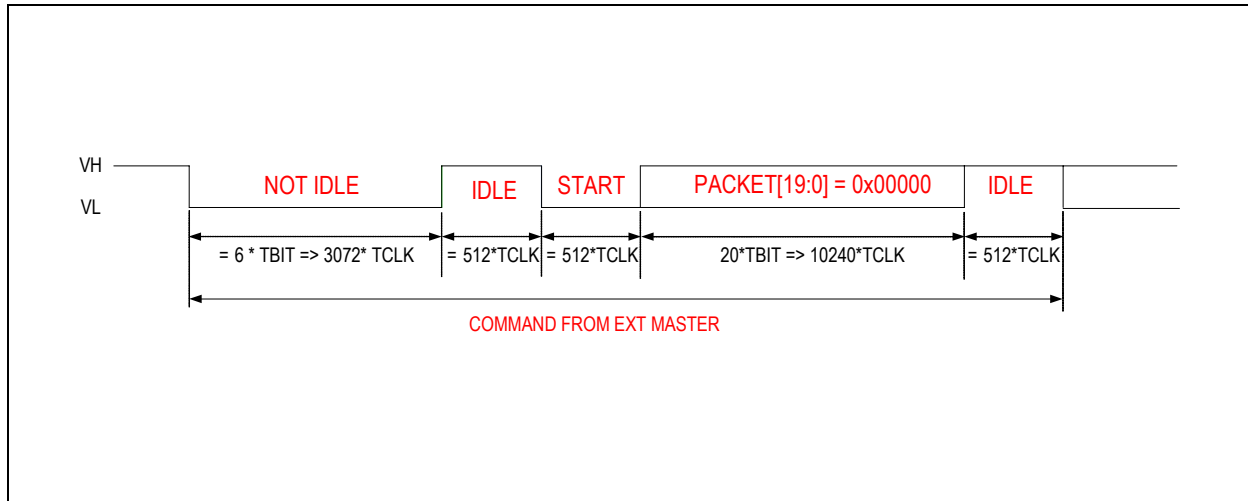 VH
VL
NOT IDLE
IDLE
START
PACKET[19:0] = 0x00000
IDLE
= 6 * TBIT => 3072* TCLK
= 512*TCLK
= 512*TCLK
20*TBIT => 10240*TCLK
= 512*TCLK
COMMAND FROM EXT MASTER